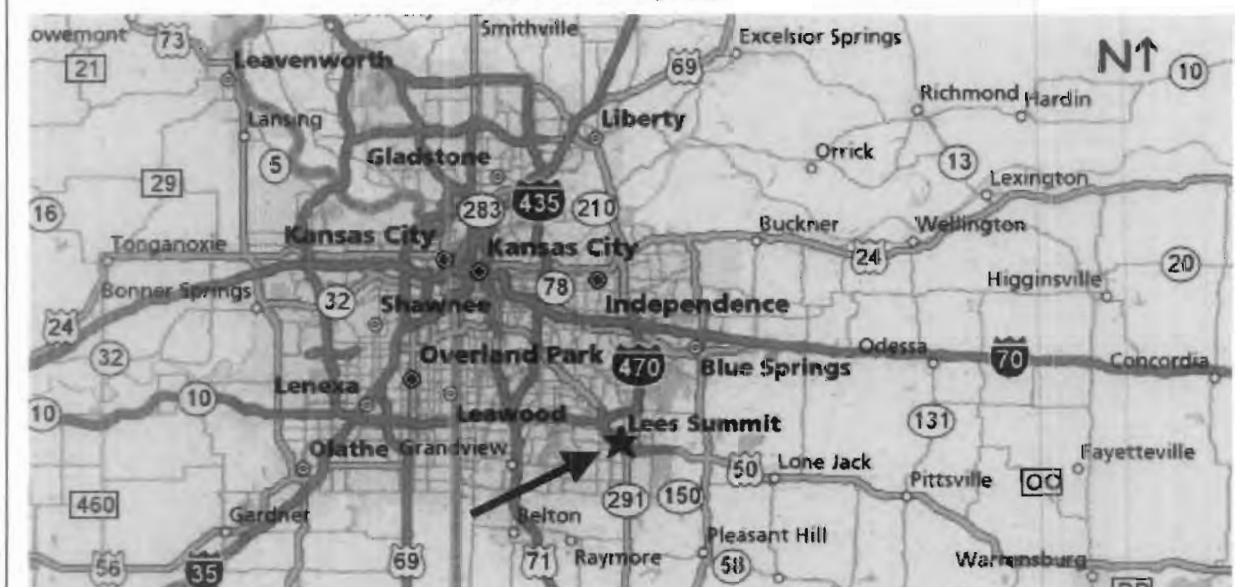 Smithville
owemont
73
Excelsior Springs
N↑
21
Leavenworth
69
10
Richmond
Hardin
Lansing
Liberty
5
Gladstone
Orrick
13
29
Lexington
16
283
435
210
Buckner
Wellington
Kansas City
Kansas City
Tonganoxie
24
20
Bonner Springs
32
78
Higginsville
Shawnee
Independence
24
32
Overland Park
470
Blue Springs
Odessa
70
Concordia
Lenexa
10
10
Leawood
Lees Summit
131
Olathe
Grandview
50
Lone Jack
Fayetteville
460
291
150
Pittsville
Gardner
Belton
Pleasant Hill
56
35
69
71
Raymore
58
Warrensburg